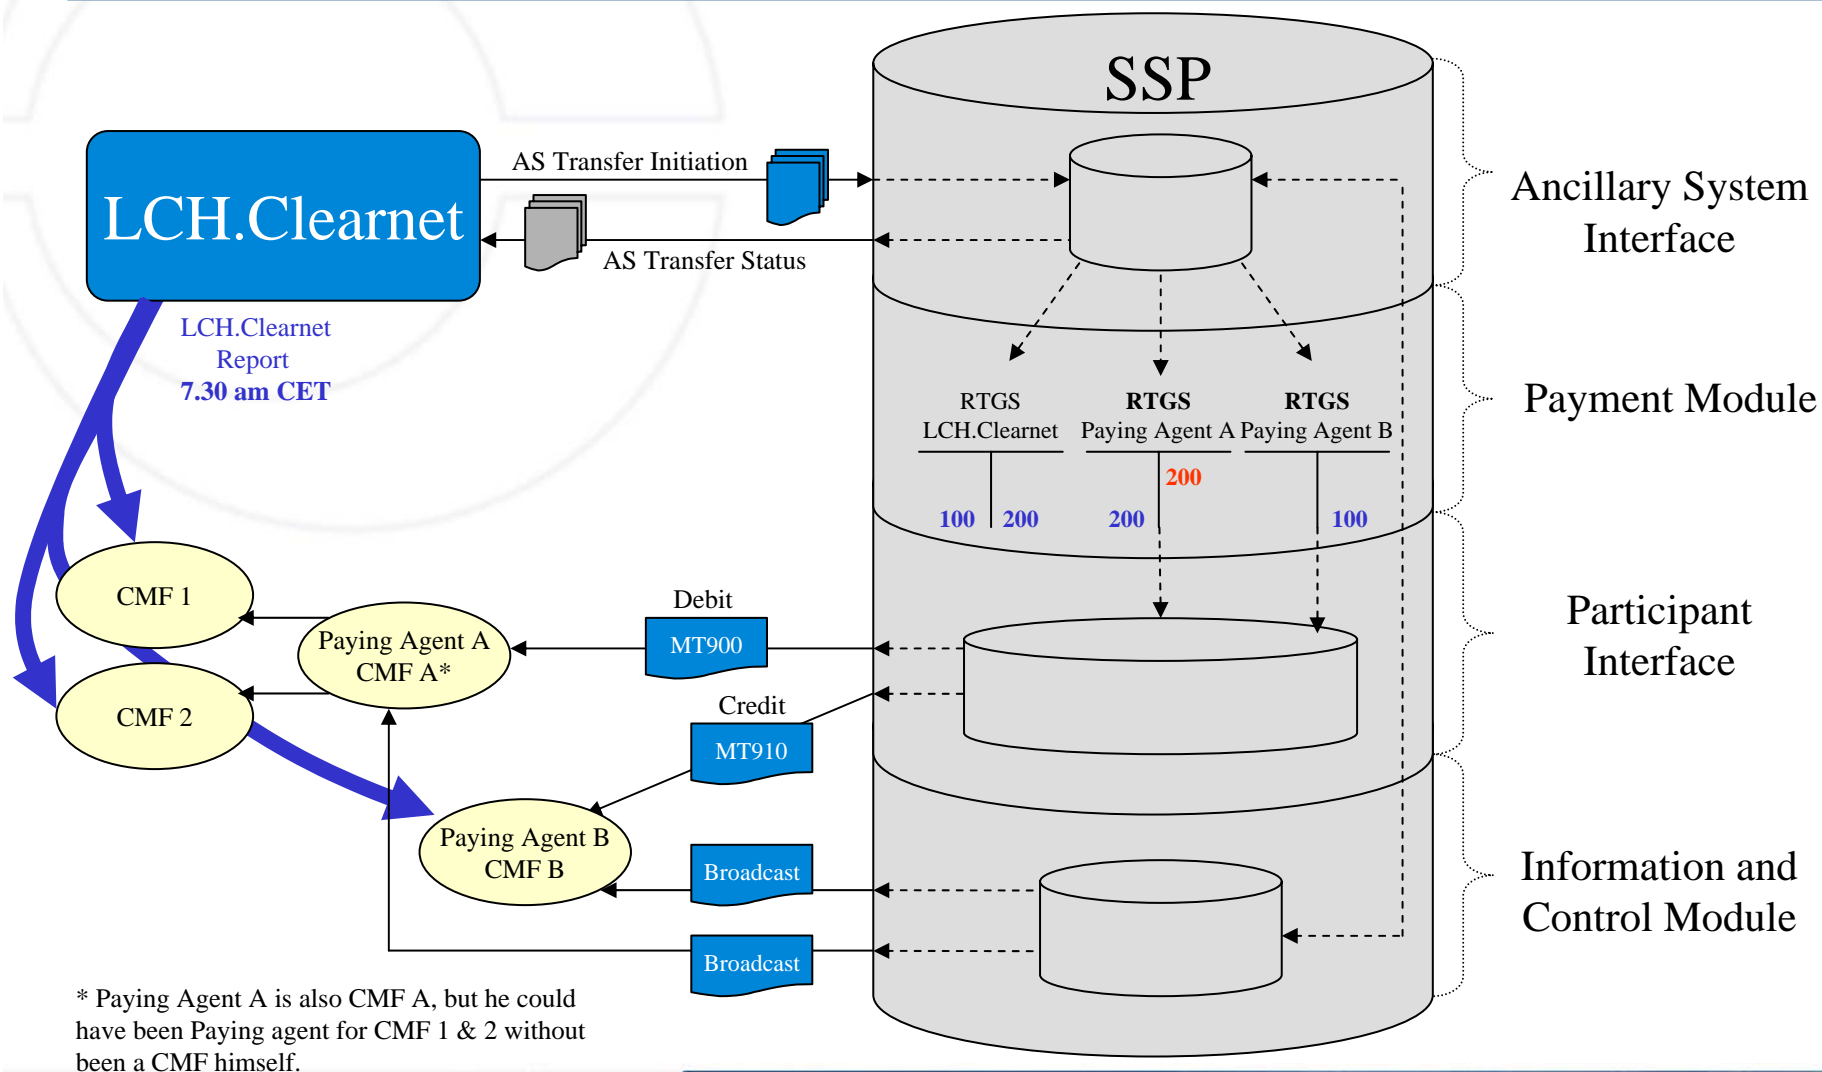 SSP
AS Transfer Initiation
LCH.Clearnet
AS Transfer Status
Ancillary System
Interface
LCH.Clearnet
Report
7.30 am CET
Payment Module
RTGS
LCH.Clearnet
RTGS
Paying Agent A
RTGS
Paying Agent B
200
100 200
200
100
CMF 1
Paying Agent A
CMF A*
Debit
MT900
Participant
Interface
CMF 2
Credit
MT910
Paying Agent B
CMF B
Broadcast
Broadcast
Information and
Control Module
* Paying Agent A is also CMF A, but he could
have been Paying agent for CMF 1 & 2 without
been a CMF himself.